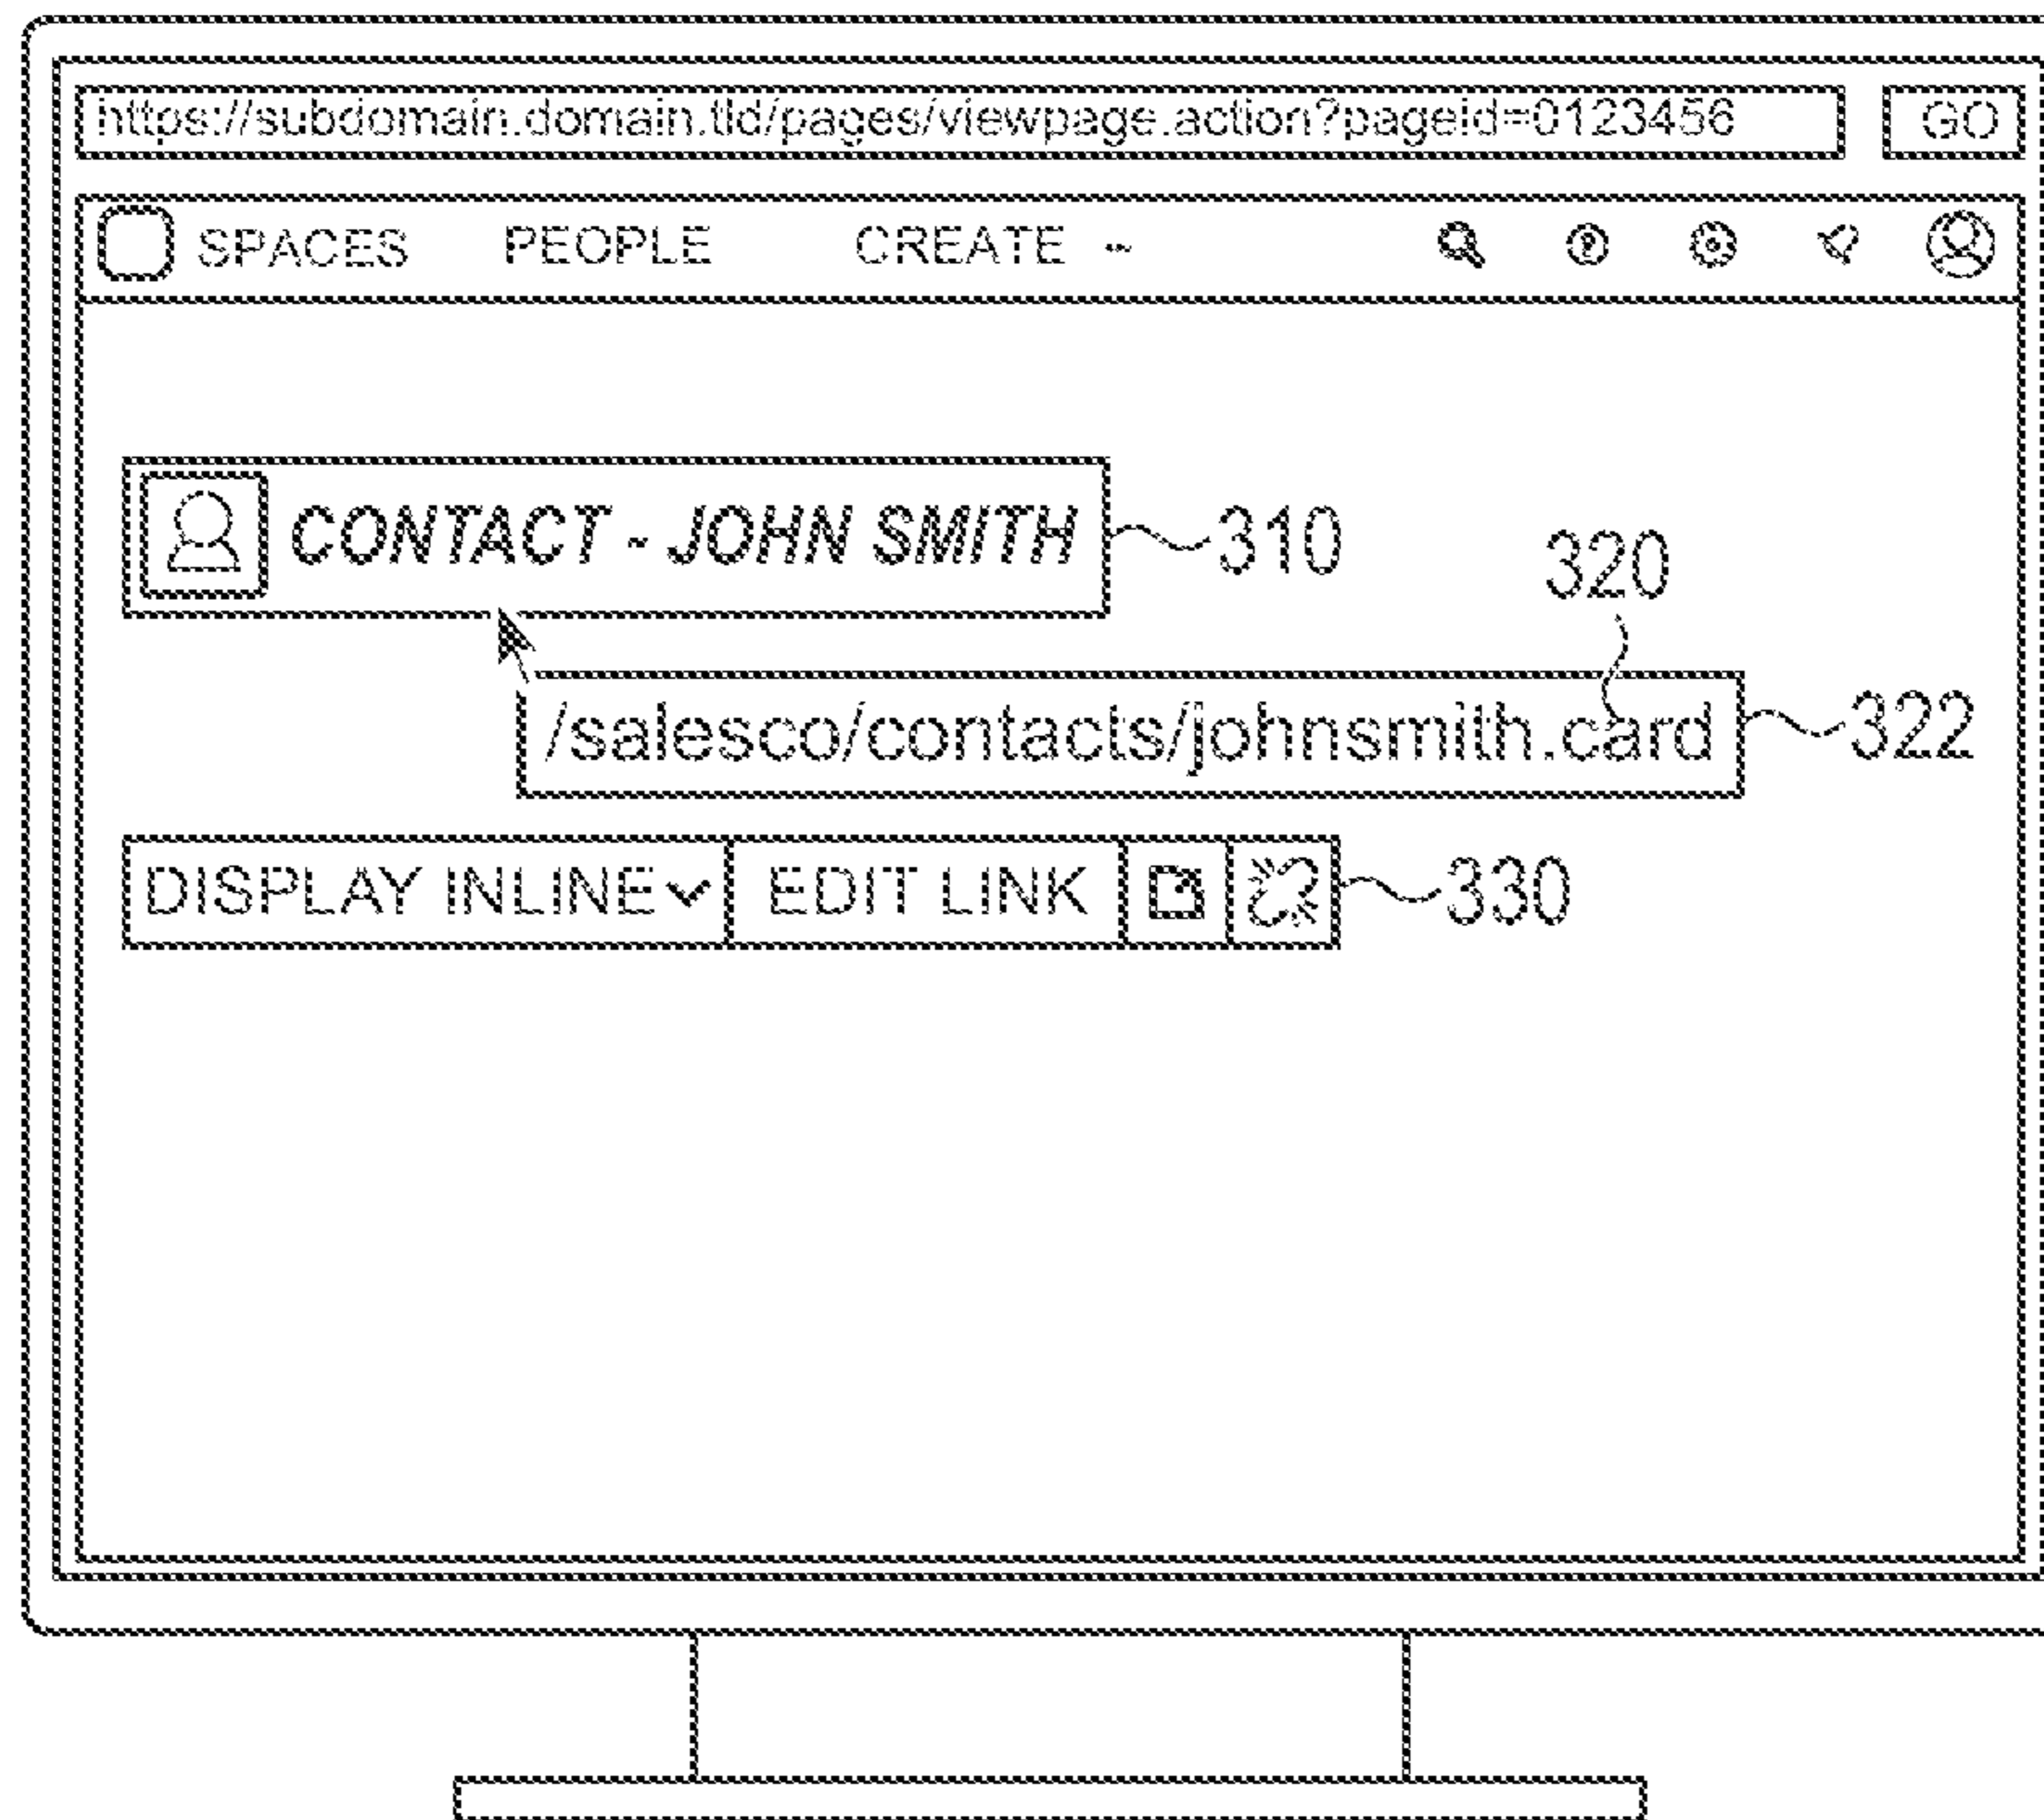 https://subdomain.domain.tld/pages/viewpage.action?pageid=0123456 GO
SPACES PEOPLE CREATE
CONTACT - JOHN SMITH 310
320
/salesco/contacts/johnsmith.card 322
DISPLAY INLINE EDIT LINK 330